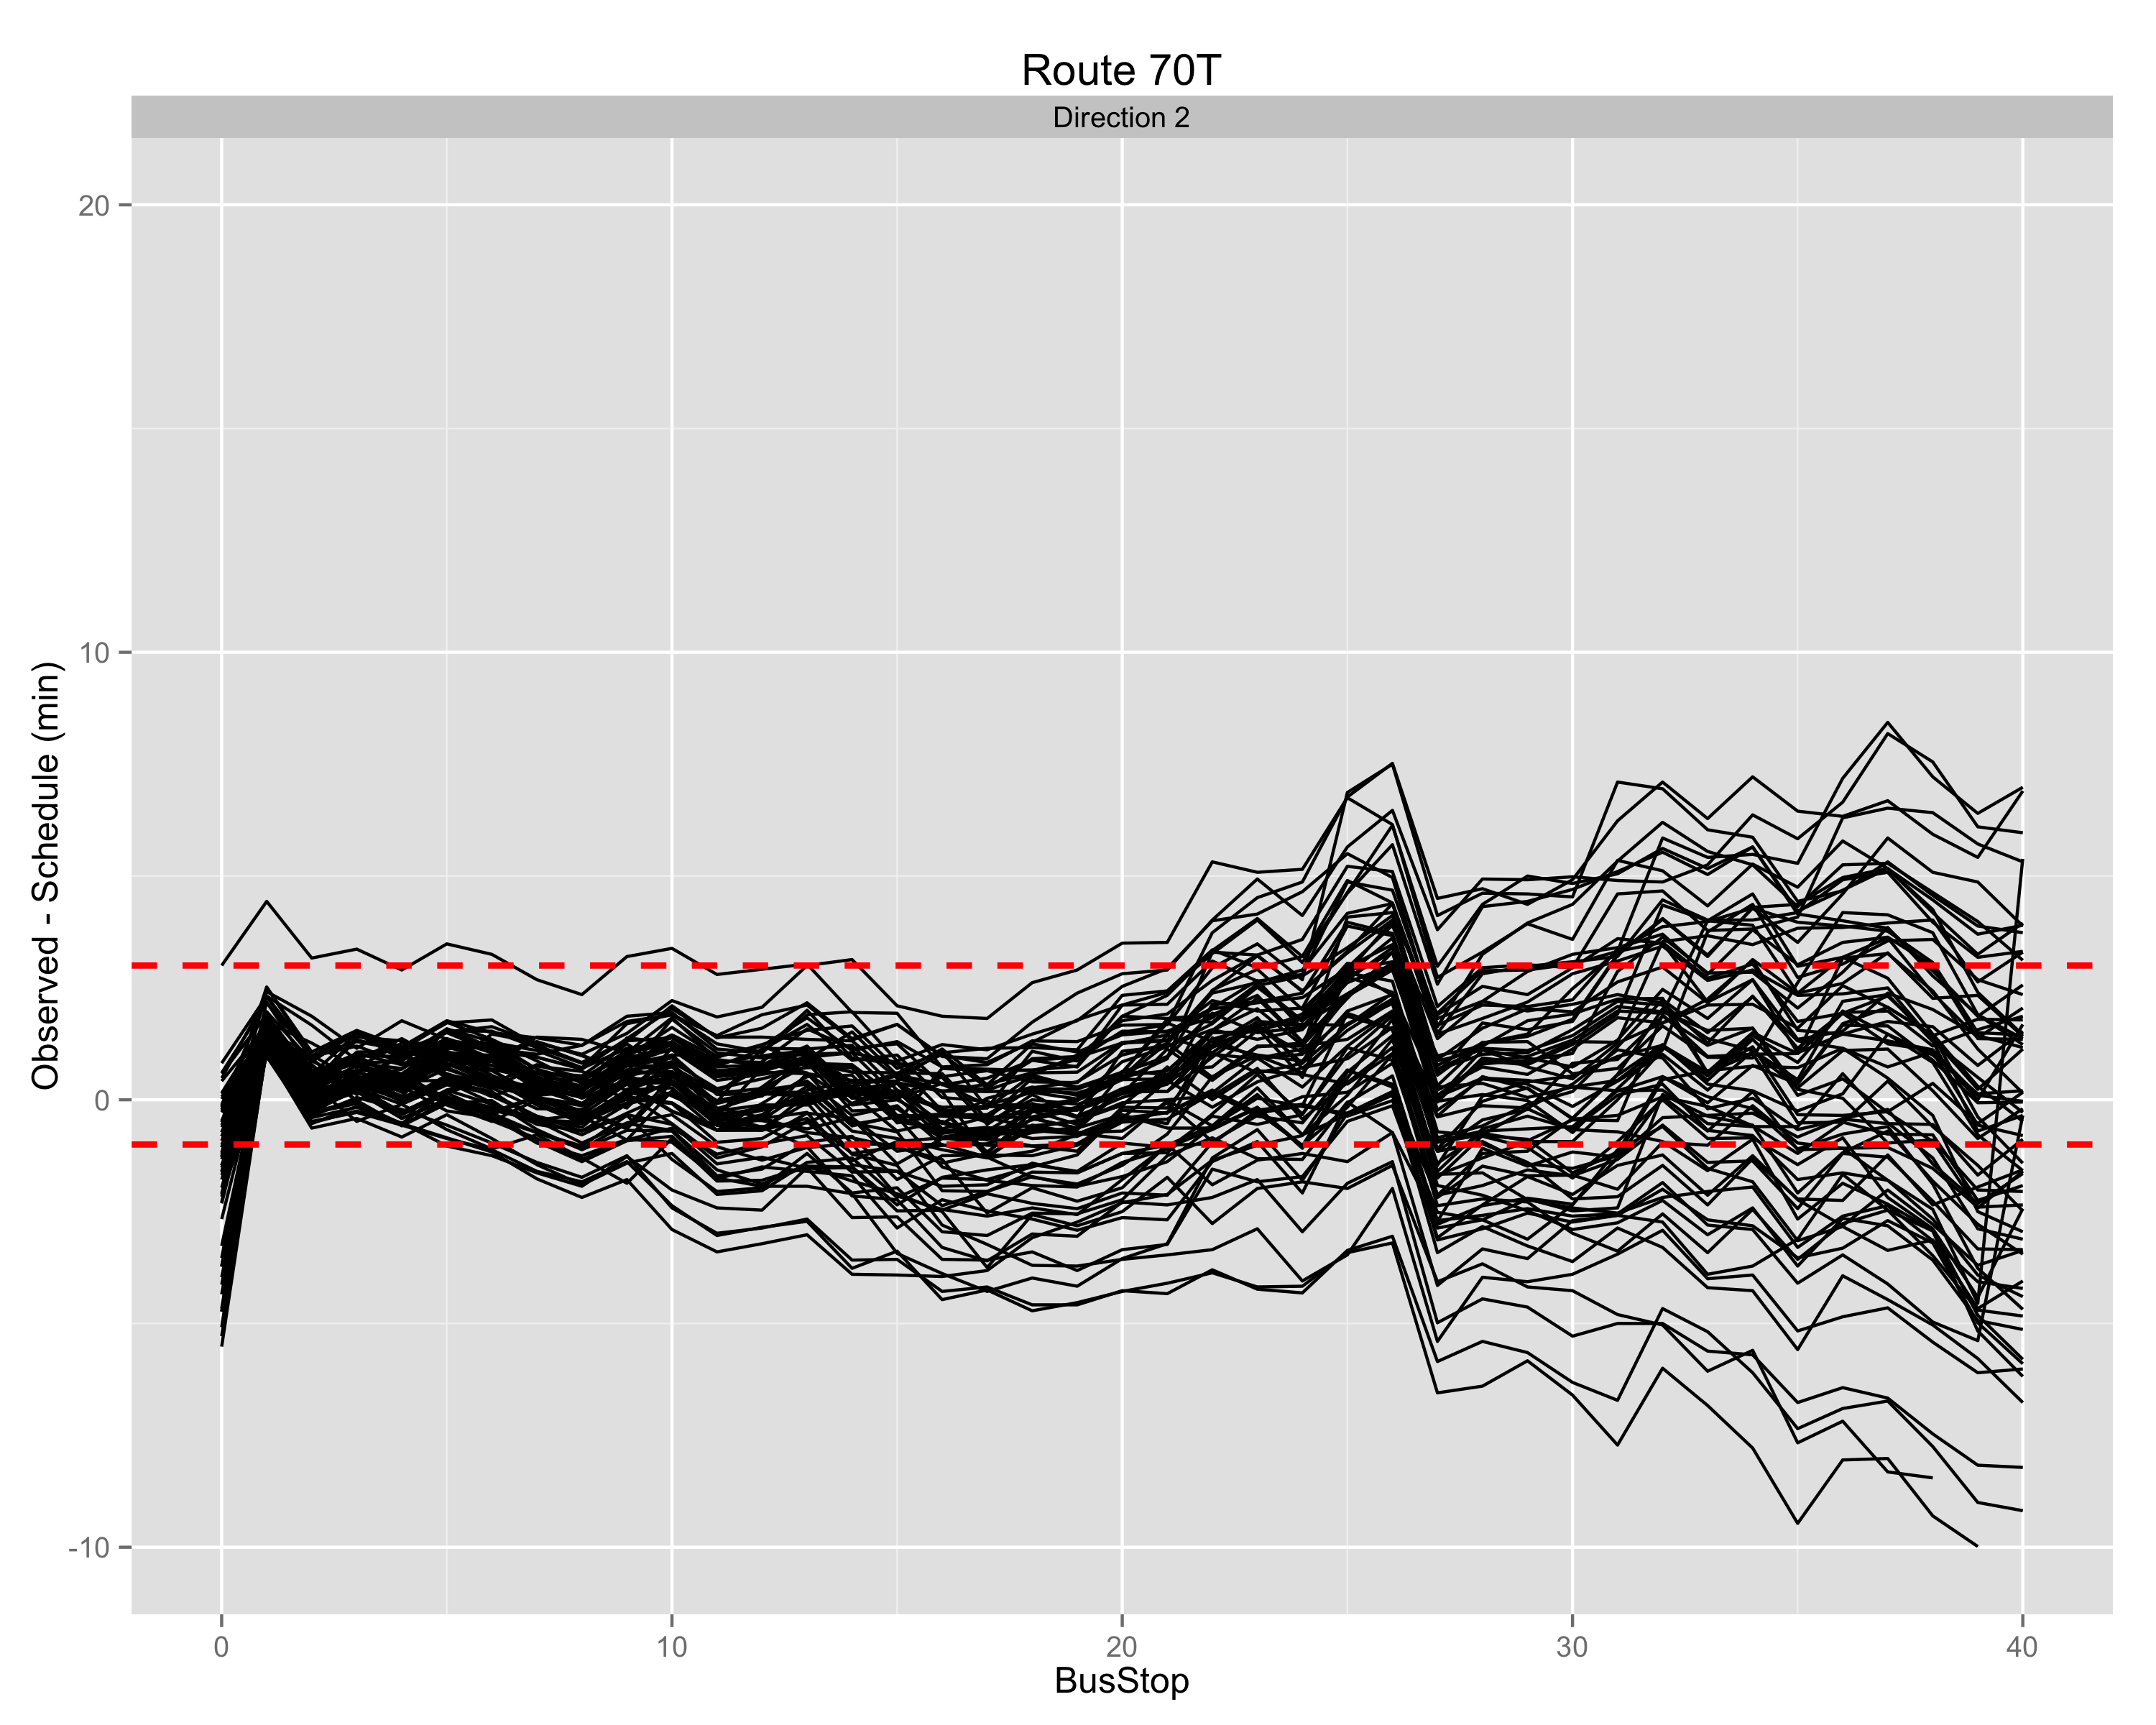 Route 70T
Direction 2
20
10
0
-10
Observed - Schedule (min)
0 10 20 30 40
BusStop